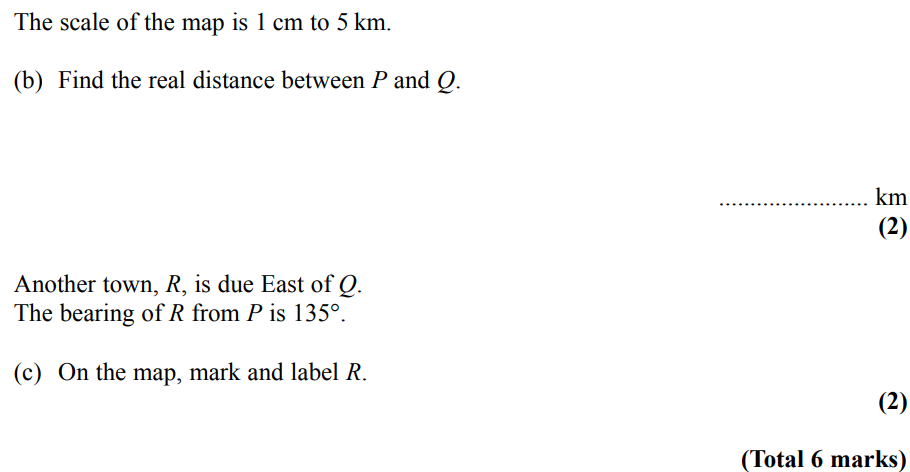 The scale of the map is 1 cm to 5 km.
(b) Find the real distance between P and Q.
........................ km
(2)
Another town, R, is due East of Q.
The bearing of R from P is 135°.
(c) On the map, mark and label R.
(2)
(Total 6 marks)